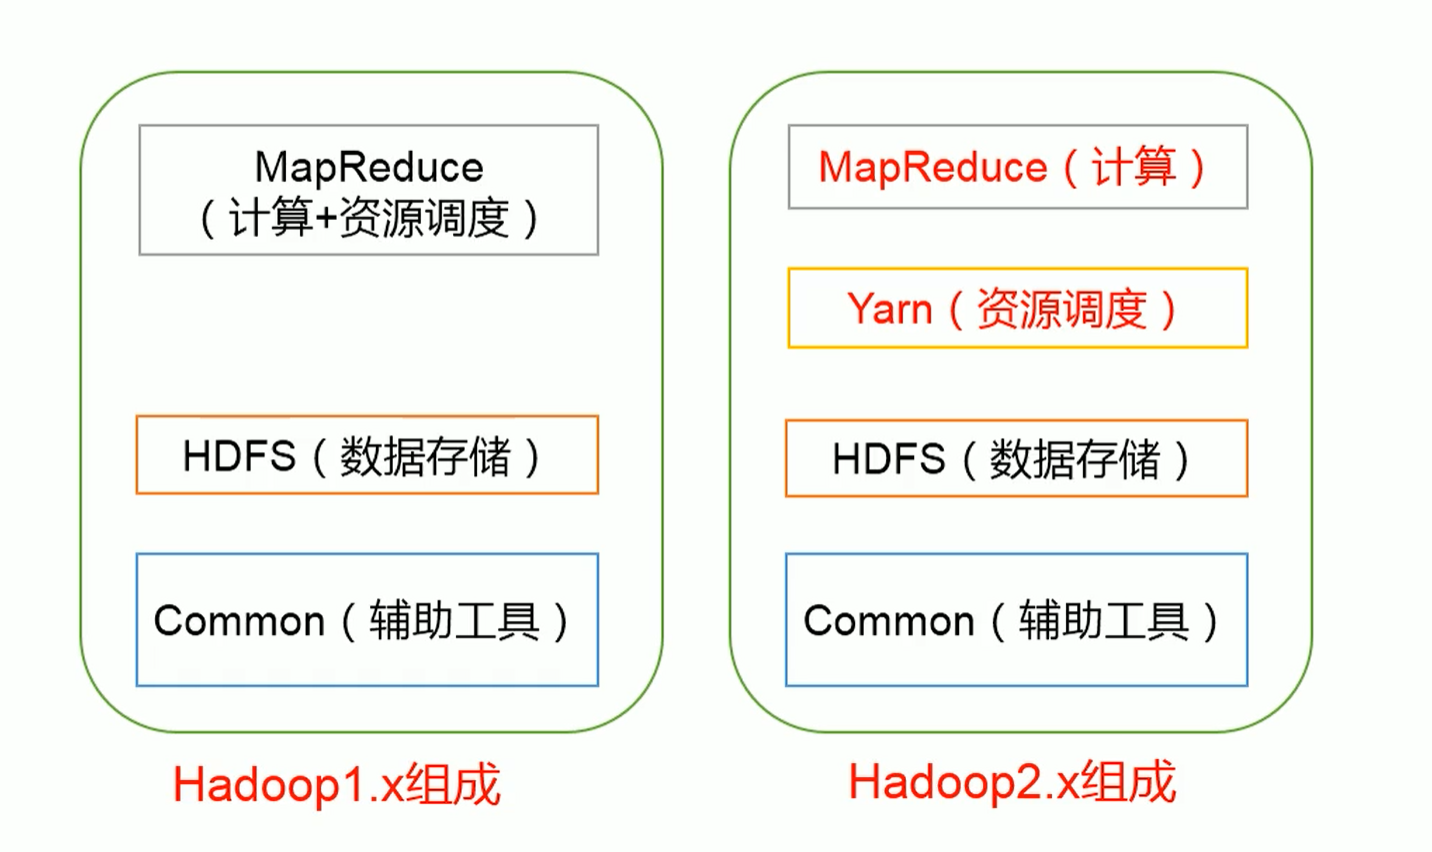 MapReduce
（计算+资源调度）
HDFS（数据存储）
Common（辅助工具）
Hadoop1.x组成
MapReduce（计算）
Yarn（资源调度）
HDFS（数据存储）
Common（辅助工具）
Hadoop2.x组成